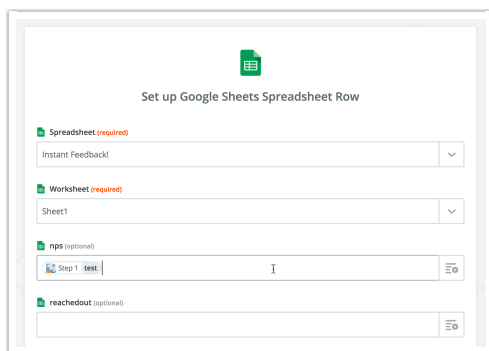 Set up Google Sheets Spreadsheet Row
Spreadsheet (required)
Instant Feedback!
Worksheet (required)
Sheet1
nps (optional)
Step 1 test
reachedout (optional)